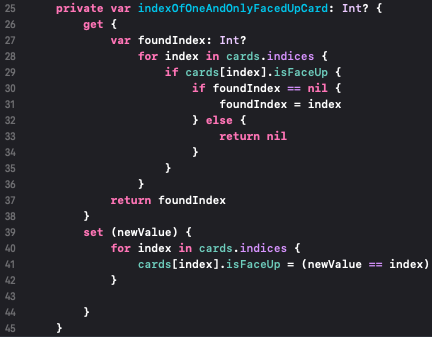 25 private var indexOfOneAndOnlyFacedUpCard: Int? {
26 get {
27 var foundIndex: Int?
28 for index in cards.indices {
29 if cards[index].isFaceUp {
30 if foundIndex == nil {
31 foundIndex = index
32 } else {
33 return nil
34 }
35 }
36 }
37 return foundIndex
38 }
39 set (newValue) {
40 for index in cards.indices {
41 cards[index].isFaceUp = (newValue == index)
42 }
43
44 }
45 }